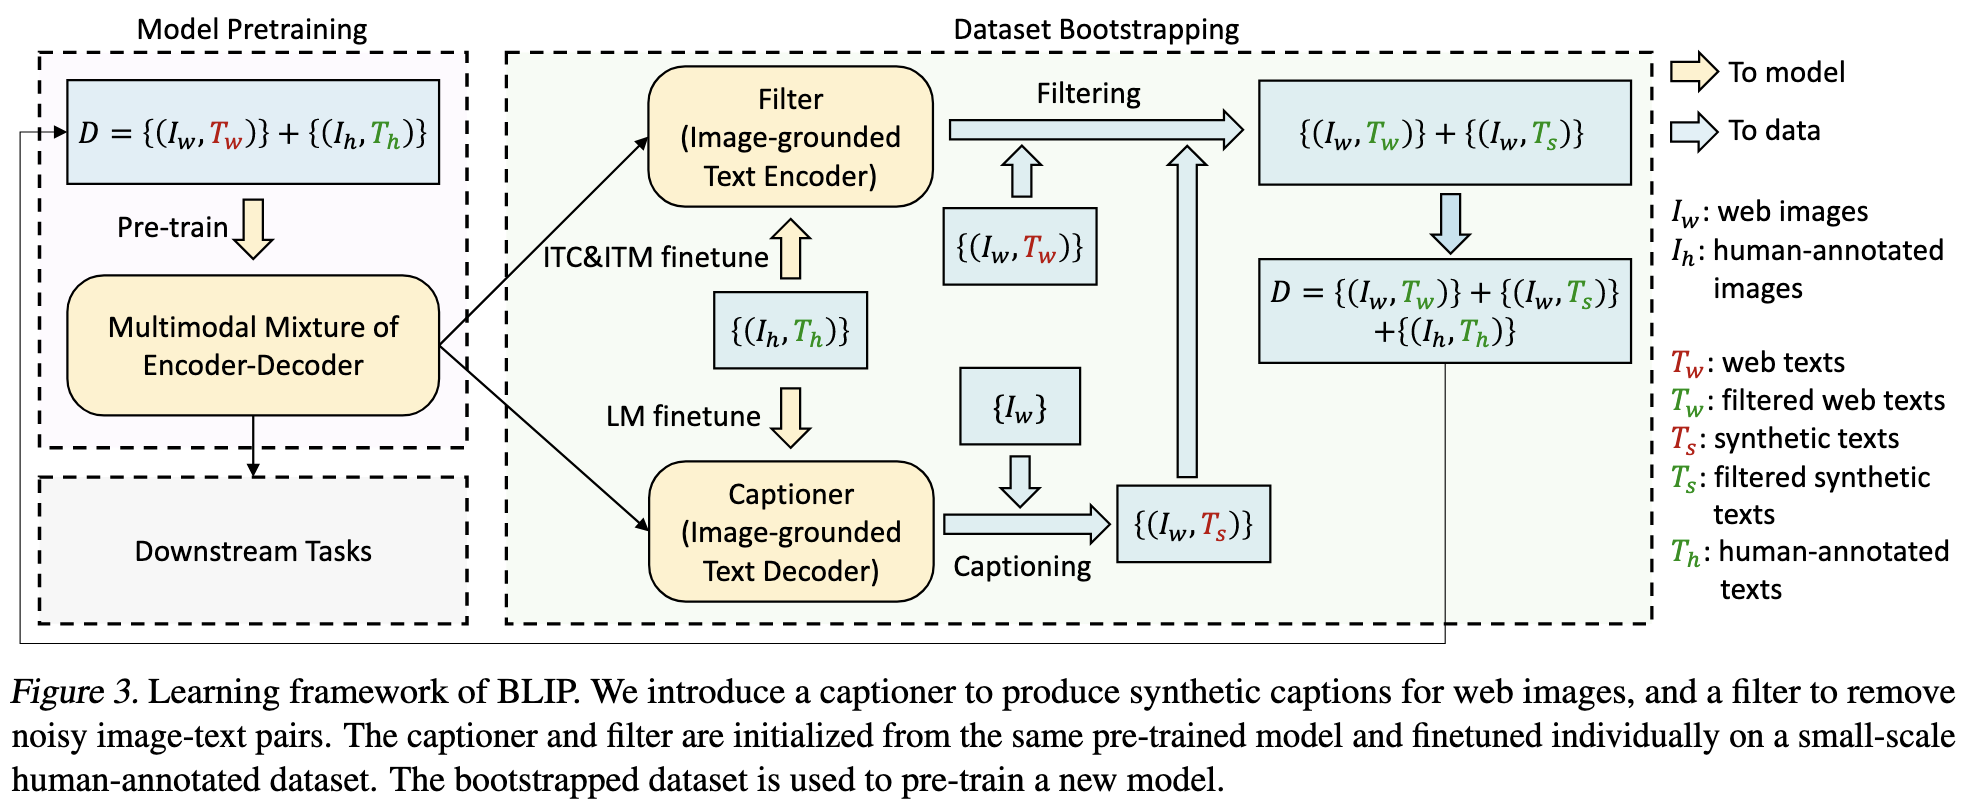 Model Pretraining
D = {(I_w, T_w)} + {(I_h, T_h)}
Pre-train
Multimodal Mixture of
Encoder-Decoder
Downstream Tasks
Dataset Bootstrapping
Filter
(Image-grounded
Text Encoder)
ITC&ITM finetune
{(I_h, T_h)}
LM finetune
Captioner
(Image-grounded
Text Decoder)
Filtering
{(I_w, T_w)}
{I_w}
Captioning
{(I_w, T_s)}
{(I_w, T_w)} + {(I_w, T_s)}
D = {(I_w, T_w)} + {(I_w, T_s)}
+{(I_h, T_h)}
To model
To data
I_w: web images
I_h: human-annotated
images
T_w: web texts
T_w: filtered web texts
T_s: synthetic texts
T_s: filtered synthetic
texts
T_h: human-annotated
texts
Figure 3. Learning framework of BLIP. We introduce a captioner to produce synthetic captions for web images, and a filter to remove
noisy image-text pairs. The captioner and filter are initialized from the same pre-trained model and finetuned individually on a small-scale
human-annotated dataset. The bootstrapped dataset is used to pre-train a new model.